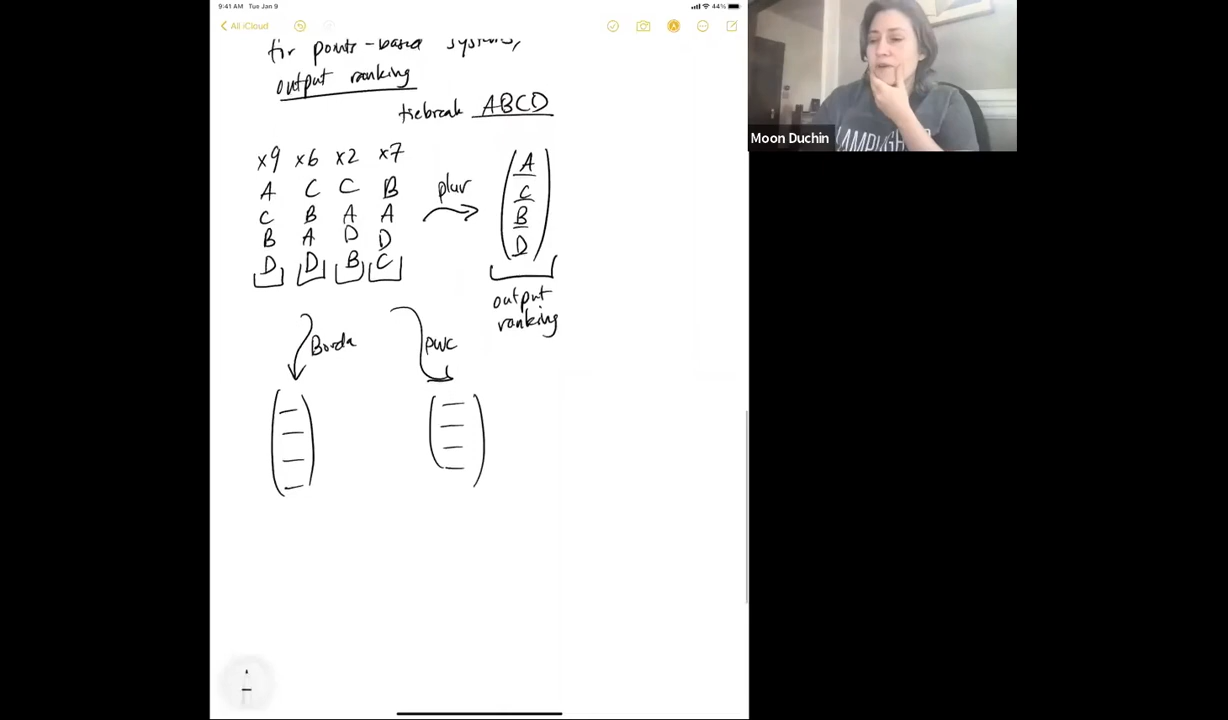 9:41 AM Tue Jan 9
44%
All iCloud
for points-based systems,
output ranking
tiebreak ABCD
x9 x6 x2 x7
A C C B
C B A A
B A D D
D D B C
plur
A
C
B
D
output
ranking
Borda
PWC
Moon Duchin